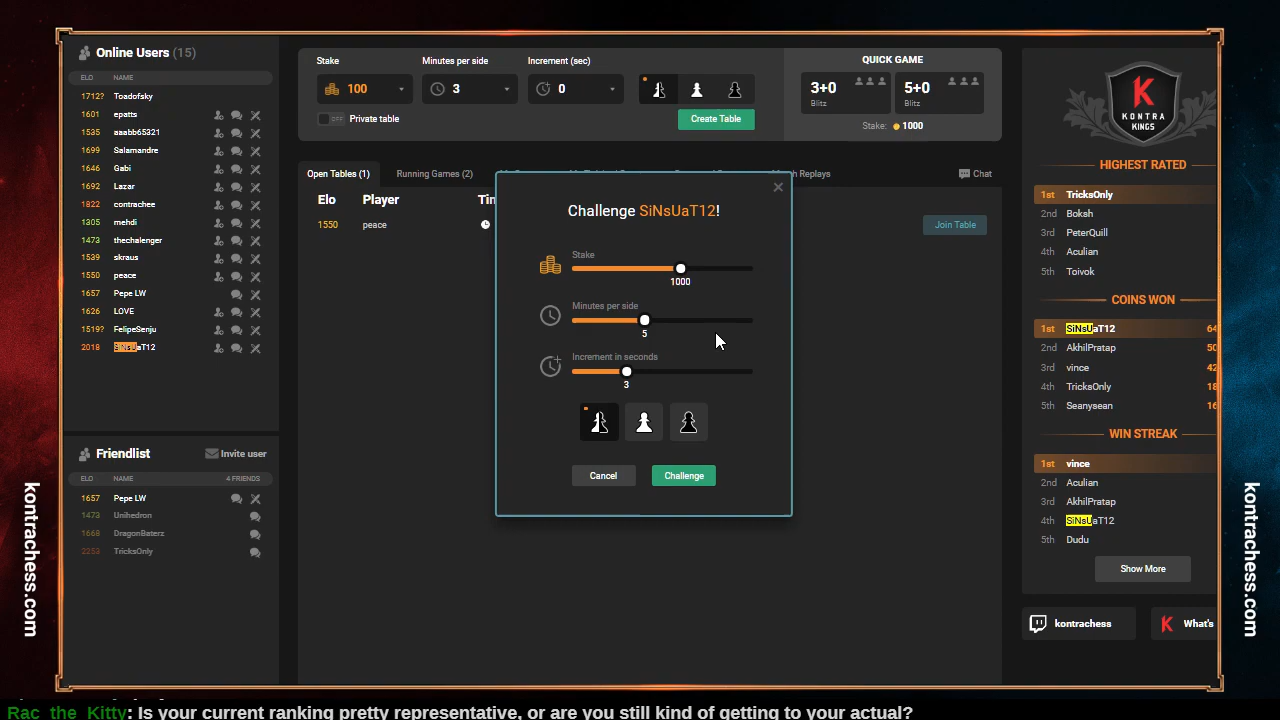 Online Users (15)
ELO NAME
1712? Toadofsky
1601 epatts
1535 aaabb65321
1699 Salamandre
1646 Gabi
1692 Lazar
1822 contrachee
1305 mehdi
1473 thechalenger
1539 skraus
1550 peace
1657 Pepe LW
1626 LOVE
1519? FelipeSenju
2018 SiNsUaT12
Friendlist Invite user
ELO NAME 4 FRIENDS
1657 Pepe LW
1473 Unihedron
1668 DragonBaterz
2253 TricksOnly
Stake Minutes per side Increment (sec)
100 3 0
OFF Private table Create Table
QUICK GAME
3+0 5+0
Blitz Blitz
Stake: 1000
Open Tables (1) Running Games (2) Replays Chat
Elo Player
1550 peace Join Table
Challenge SiNsUaT12!
Stake
1000
Minutes per side
5
Increment in seconds
3
Cancel Challenge
K
KONTRA
KINGS
HIGHEST RATED
1st TricksOnly
2nd Boksh
3rd PeterQuill
4th Aculian
5th Toivok
COINS WON
1st SiNsUaT12 64
2nd AkhilPratap 50
3rd vince 42
4th TricksOnly 18
5th Seanysean 16
WIN STREAK
1st vince
2nd Aculian
3rd AkhilPratap
4th SiNsUaT12
5th Dudu
Show More
kontrachess K What's
kontrachess.com
kontrachess.com
Rac_the_Kitty: Is your current ranking pretty representative, or are you still kind of getting to your actual?